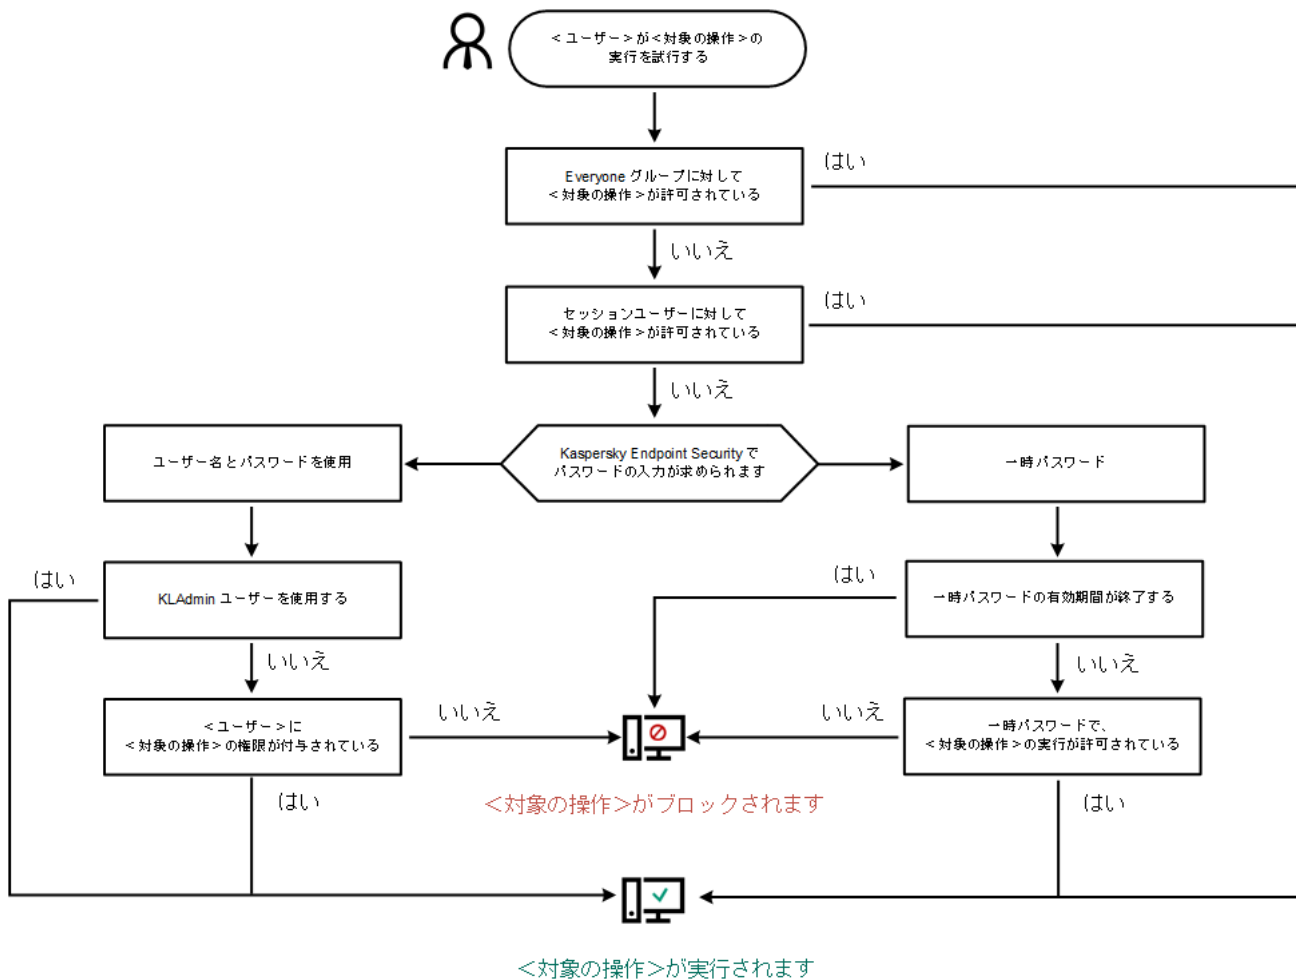 ＜ユーザー＞が＜対象の操作＞の
実行を試行する
Everyone グループに対して
＜対象の操作＞が許可されている
はい
いいえ
セッションユーザーに対して
＜対象の操作＞が許可されている
はい
いいえ
ユーザー名とパスワードを使用
Kaspersky Endpoint Security で
パスワードの入力が求められます
一時パスワード
はい
KLAdmin ユーザーを使用する
はい
一時パスワードの有効期間が終了する
いいえ
いいえ
＜ユーザー＞に
＜対象の操作＞の権限が付与されている
いいえ
いいえ
一時パスワードで、
＜対象の操作＞の実行が許可されている
はい
＜対象の操作＞がブロックされます
はい
＜対象の操作＞が実行されます